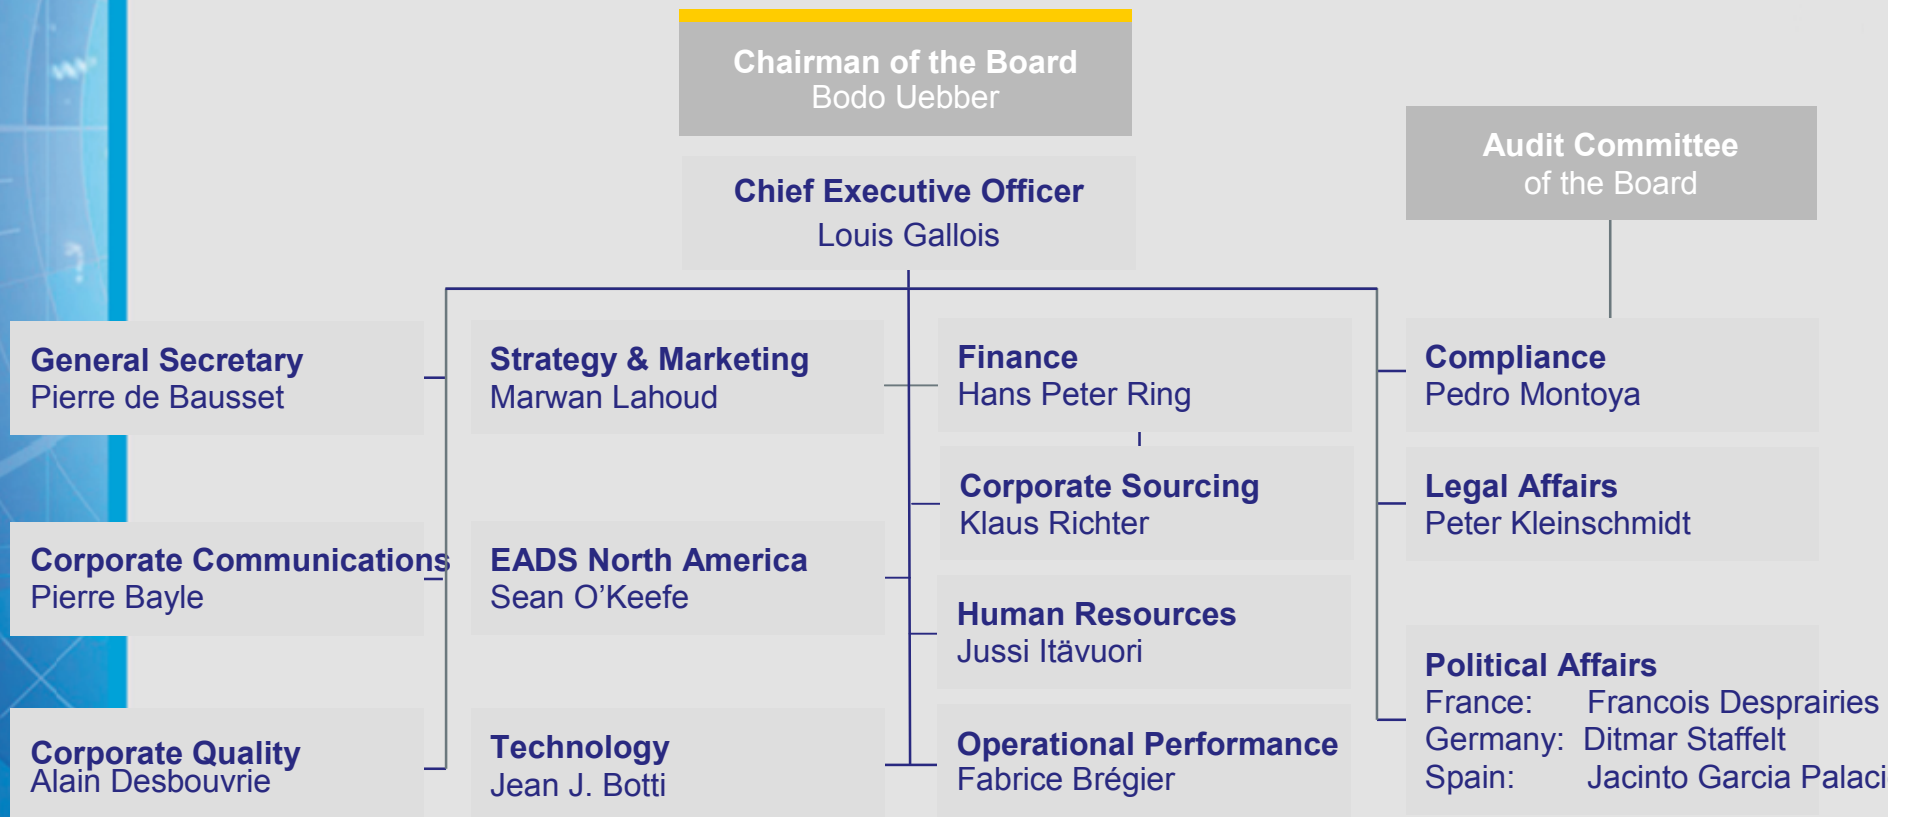 Chairman of the Board
Bodo Uebber
Chief Executive Officer
Louis Gallois
Audit Committee
of the Board
General Secretary
Pierre de Bausset
Strategy & Marketing
Marwan Lahoud
Finance
Hans Peter Ring
Compliance
Pedro Montoya
Corporate Sourcing
Klaus Richter
Legal Affairs
Peter Kleinschmidt
Corporate Communications
Pierre Bayle
EADS North America
Sean O’Keefe
Human Resources
Jussi Itävuori
Corporate Quality
Alain Desbouvrie
Technology
Jean J. Botti
Operational Performance
Fabrice Brégier
Political Affairs
France: Francois Desprairies
Germany: Ditmar Staffelt
Spain: Jacinto Garcia Palaci